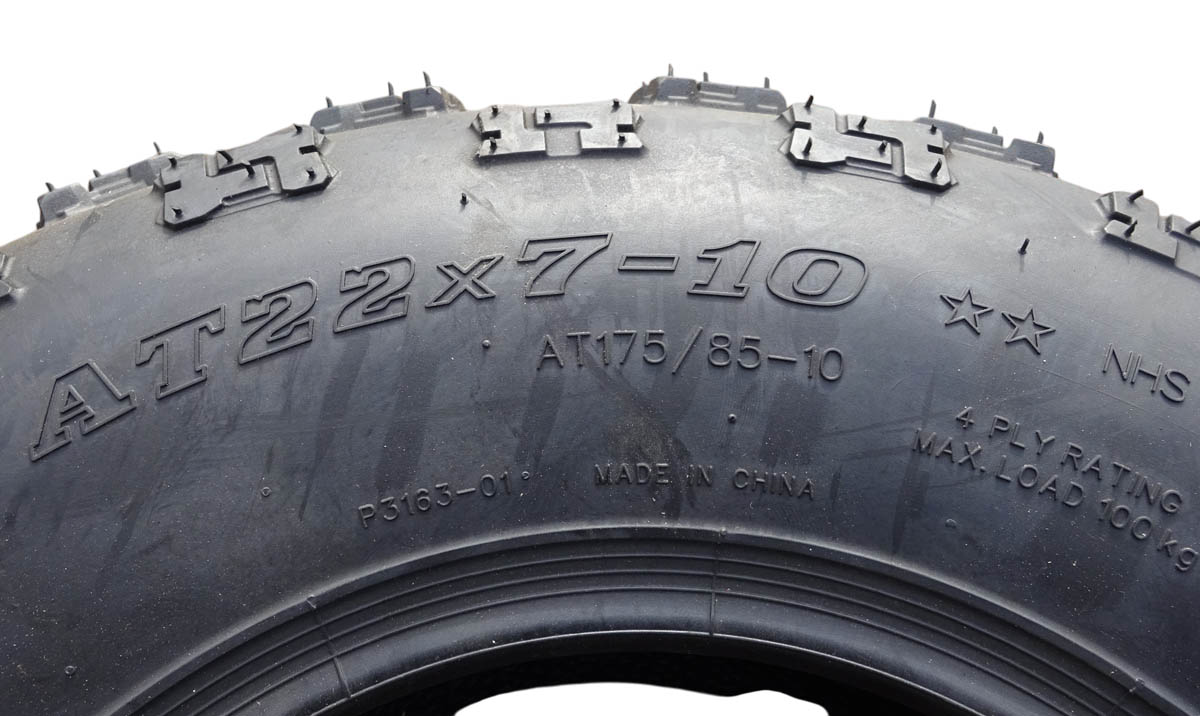 AT22x7-10
AT175/85-10
☆☆ NHS
4 PLY RATING
MAX. LOAD 100 kg
P3163-01°
MADE IN CHINA